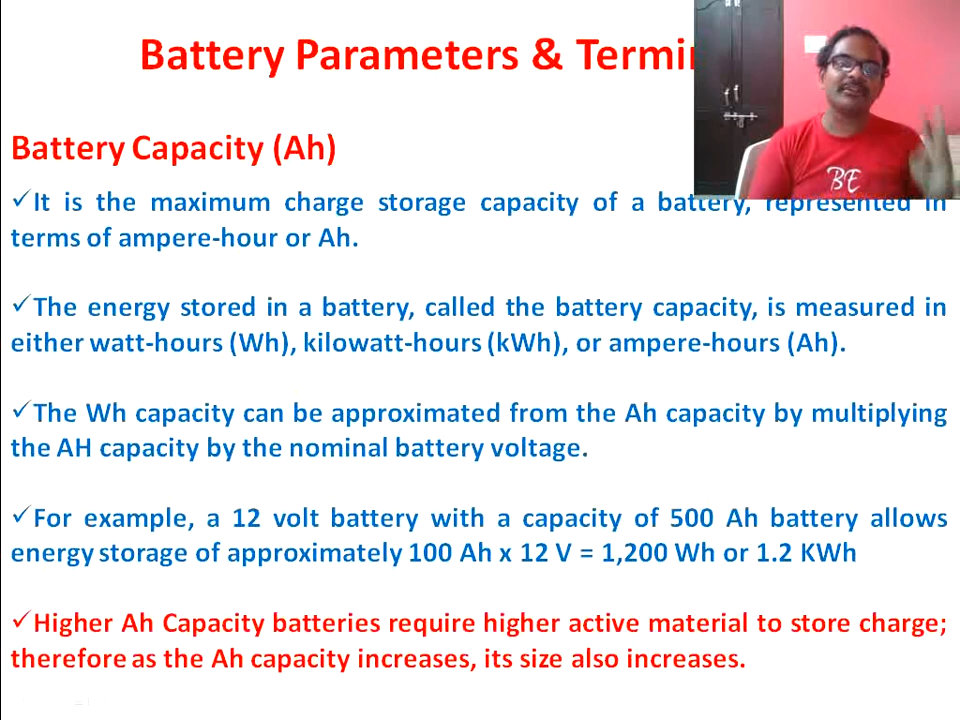 Battery Parameters & Termin
BE
Battery Capacity (Ah)
✓It is the maximum charge storage capacity of a battery, represented in
terms of ampere-hour or Ah.
✓The energy stored in a battery, called the battery capacity, is measured in
either watt-hours (Wh), kilowatt-hours (kWh), or ampere-hours (Ah).
✓The Wh capacity can be approximated from the Ah capacity by multiplying
the AH capacity by the nominal battery voltage.
✓For example, a 12 volt battery with a capacity of 500 Ah battery allows
energy storage of approximately 100 Ah x 12 V = 1,200 Wh or 1.2 KWh
✓Higher Ah Capacity batteries require higher active material to store charge;
therefore as the Ah capacity increases, its size also increases.